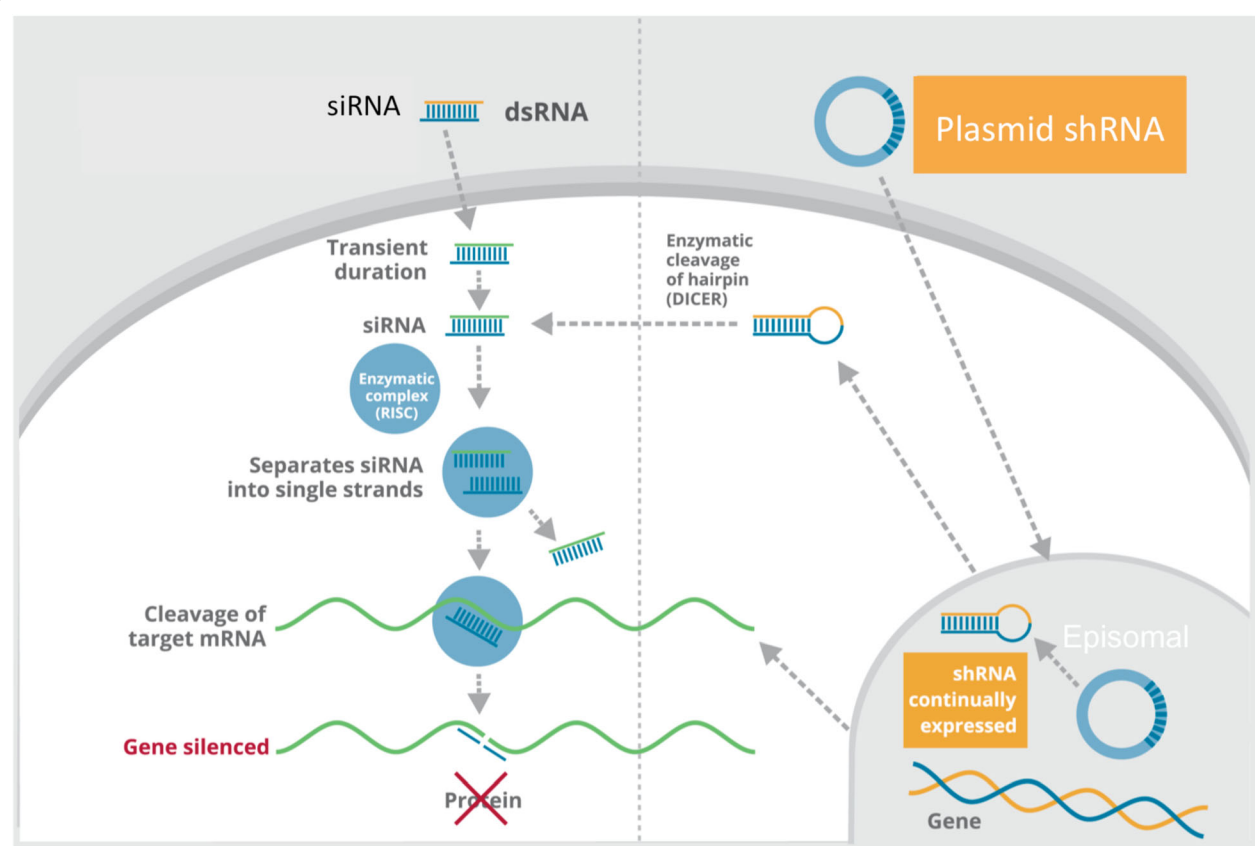 siRNA
dsRNA
Plasmid shRNA
Transient
duration
Enzymatic
cleavage
of hairpin
(DICER)
siRNA
Enzymatic
complex
(RISC)
Separates siRNA
into single strands
Cleavage of
target mRNA
Episomal
shRNA
continually
expressed
Gene silenced
Protein
Gene